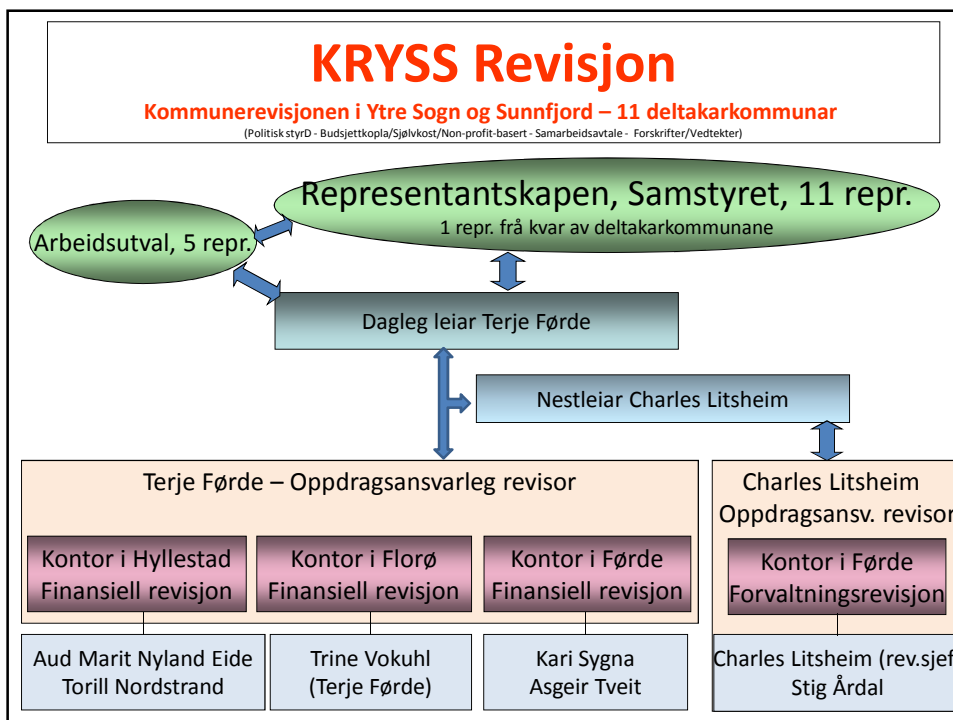 KRYSS Revisjon
Kommunerevisjonen i Ytre Sogn og Sunnfjord – 11 deltakarkommunar
(Politisk styrD - Budsjettkopla/Sjølvkost/Non-profit-basert - Samarbeidsavtale -  Forskrifter/Vedtekter)
Representantskapen, Samstyret, 11 repr.
1 repr. frå kvar av deltakarkommunane
Arbeidsutval, 5 repr.
Dagleg leiar Terje Førde
Nestleiar Charles Litsheim
Terje Førde – Oppdragsansvarleg revisor
Kontor i Hyllestad
Finansiell revisjon
Kontor i Florø
Finansiell revisjon
Kontor i Førde
Finansiell revisjon
Aud Marit Nyland Eide
Torill Nordstrand
Trine Vokuhl
(Terje Førde)
Kari Sygna
Asgeir Tveit
Charles Litsheim
Oppdragsansv. revisor
Kontor i Førde
Forvaltningsrevisjon
Charles Litsheim (rev.sjef
Stig Årdal